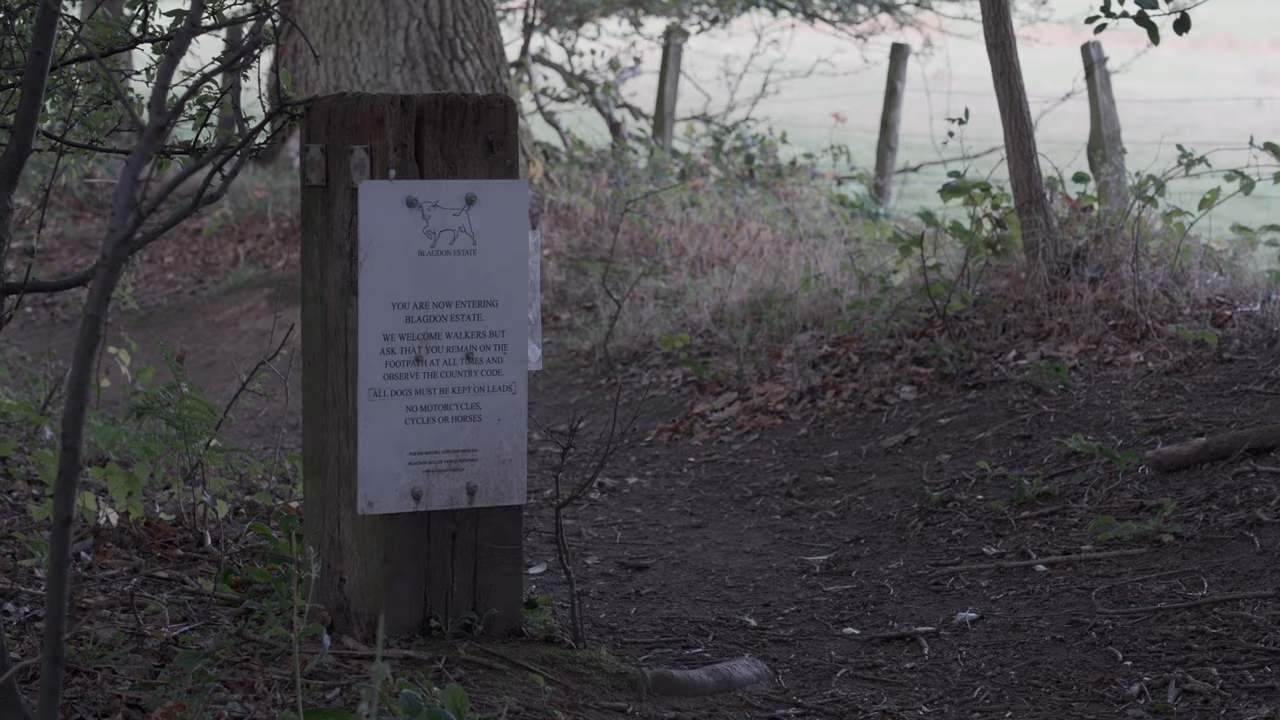 BLAGDON ESTATE
YOU ARE NOW ENTERING
BLAGDON ESTATE.
WE WELCOME WALKERS BUT
ASK THAT YOU REMAIN ON THE
FOOTPATH AT ALL TIMES AND
OBSERVE THE COUNTRY CODE.
ALL DOGS MUST BE KEPT ON LEADS
NO MOTORCYCLES,
CYCLES OR HORSES